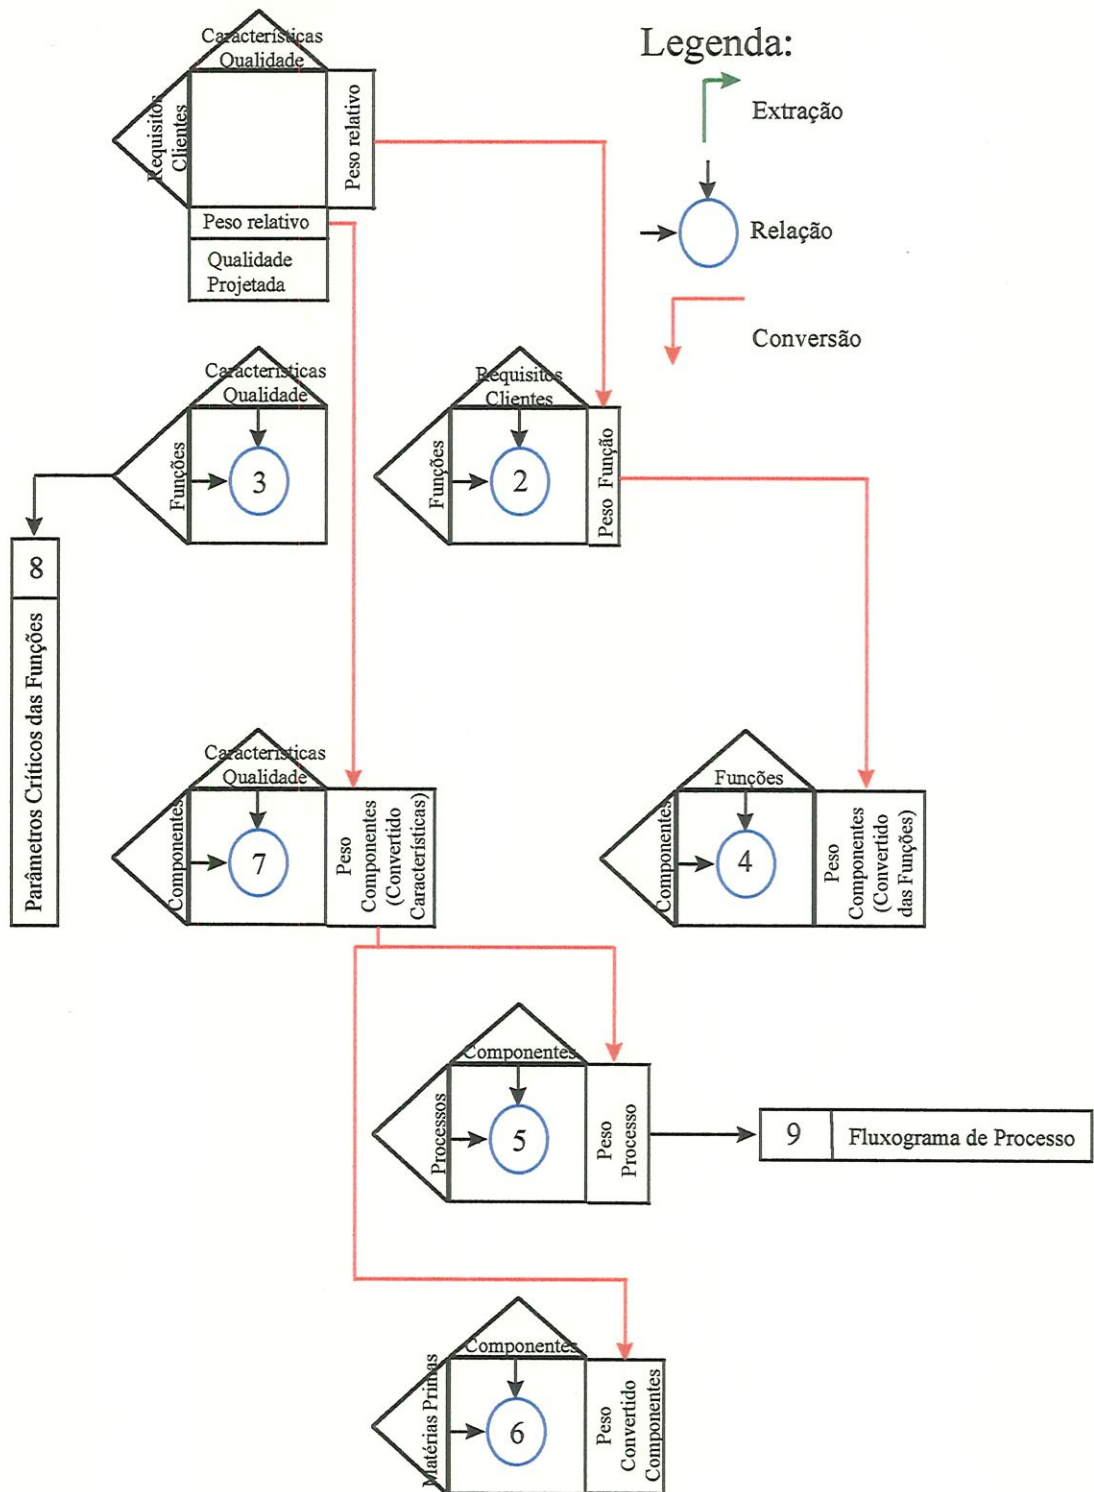 Características
Qualidade
Requisitos
Clientes
Peso relativo
Peso relativo
Qualidade
Projetada
Legenda:
Extração
Relação
Conversão
Características
Qualidade
Funções
3
Requisitos
Clientes
Funções
2
Peso Função
8
Parâmetros Críticos das Funções
Características
Qualidade
Componentes
7
Peso
Componentes
(Convertido
Características)
Funções
Componentes
4
Peso
Componentes
(Convertido
das Funções)
Componentes
Processos
5
Peso
Processo
9
Fluxograma de Processo
Componentes
Matérias Primas
6
Peso
Convertido
Componentes